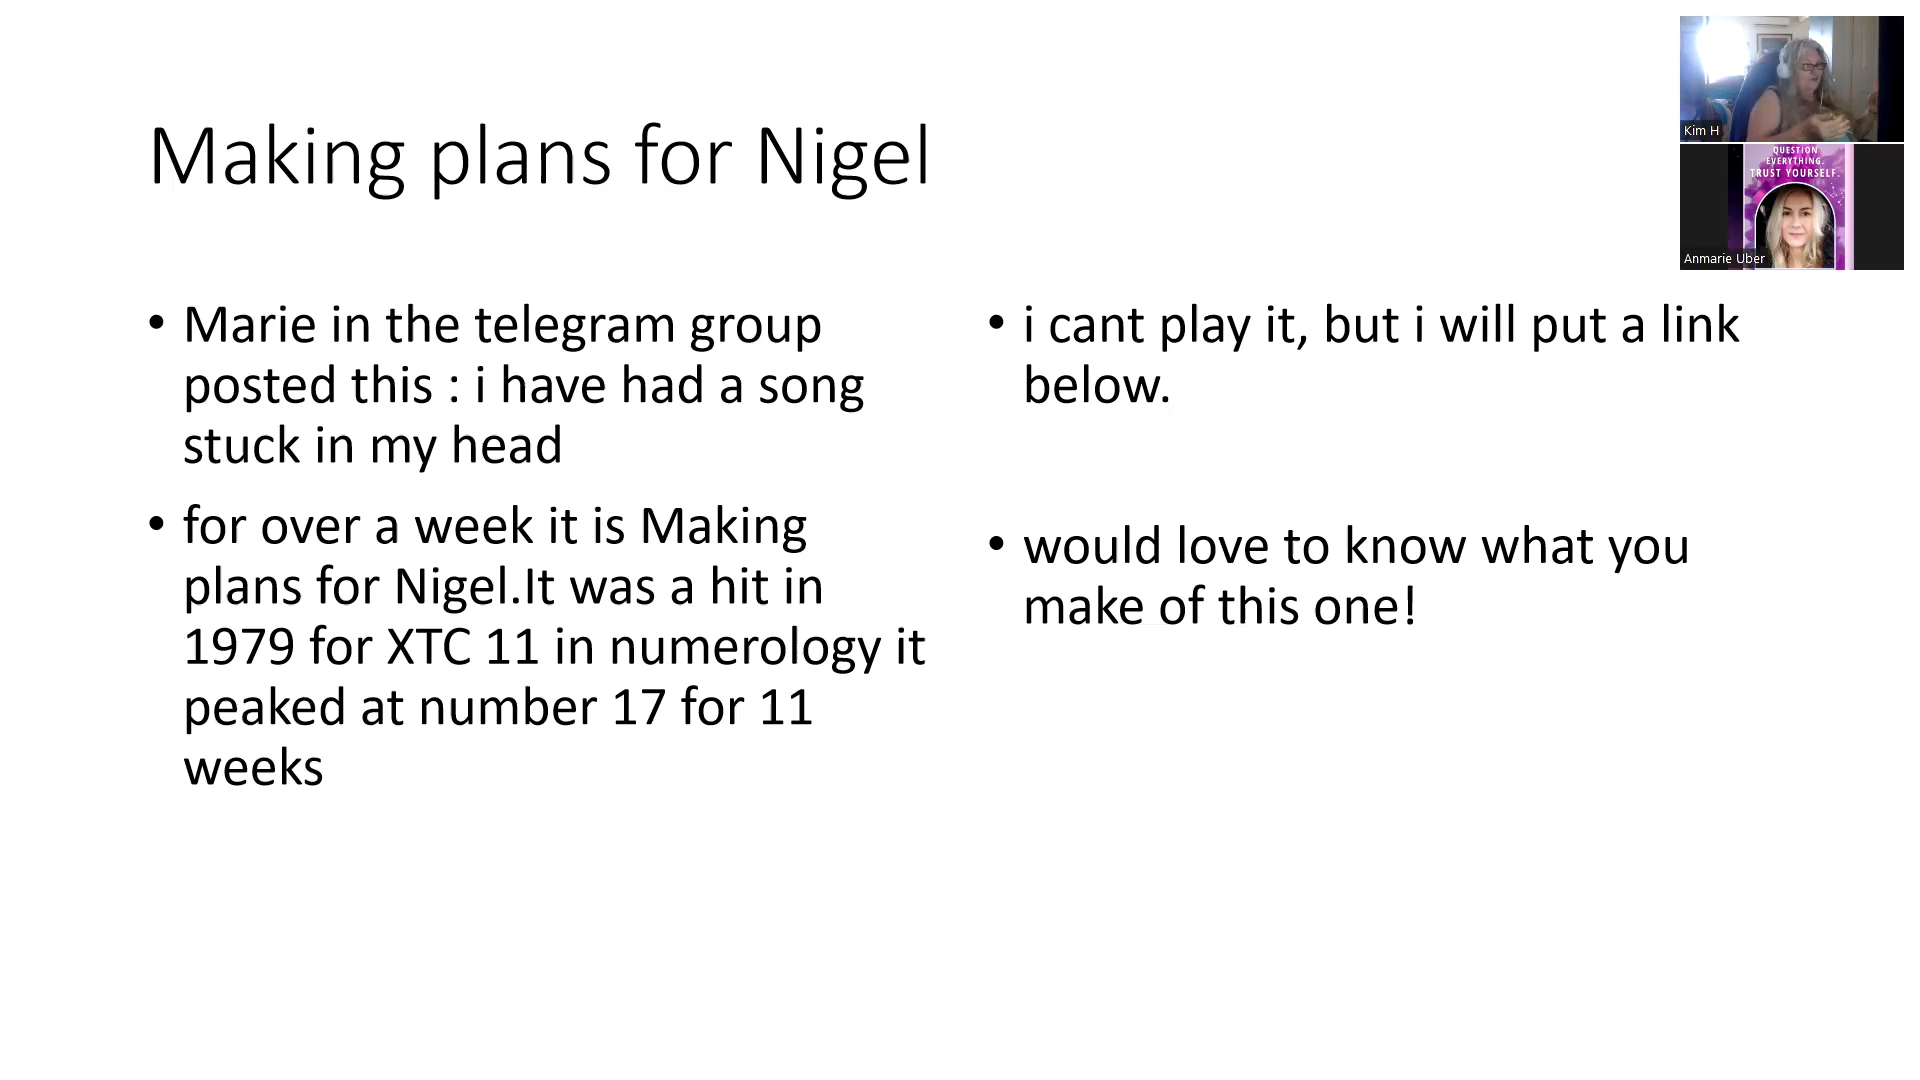 Making plans for Nigel
• Marie in the telegram group
posted this : i have had a song
stuck in my head
• for over a week it is Making
plans for Nigel.It was a hit in
1979 for XTC 11 in numerology it
peaked at number 17 for 11
weeks
• i cant play it, but i will put a link
below.
• would love to know what you
make of this one!
Kim H
QUESTION
EVERYTHING.
TRUST YOURSELF.
Anmarie Uber